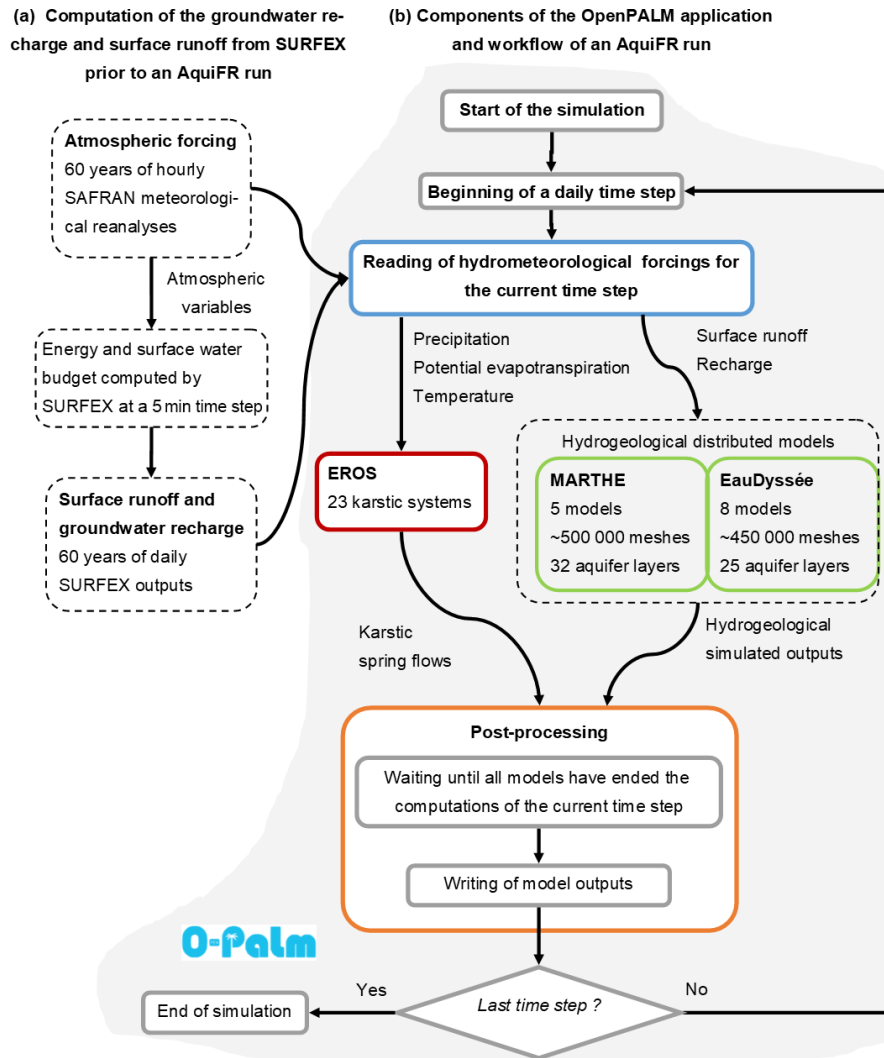 (a) Computation of the groundwater re-
charge and surface runoff from SURFEX
prior to an AquiFR run
(b) Components of the OpenPALM application
and workflow of an AquiFR run
Atmospheric forcing
60 years of hourly
SAFRAN meteorologi-
cal reanalyses
Atmospheric
variables
Energy and surface water
budget computed by
SURFEX at a 5 min time step
Surface runoff and
groundwater recharge
60 years of daily
SURFEX outputs
Start of the simulation
Beginning of a daily time step
Reading of hydrometeorological forcings for
the current time step
Precipitation
Potential evapotranspiration
Temperature
Surface runoff
Recharge
EROS
23 karstic systems
Hydrogeological distributed models
MARTHE
5 models
~500 000 meshes
32 aquifer layers
EauDyssée
8 models
~450 000 meshes
25 aquifer layers
Karstic
spring flows
Hydrogeological
simulated outputs
Post-processing
Waiting until all models have ended the
computations of the current time step
Writing of model outputs
O-PaLm
Last time step ?
Yes
No
End of simulation